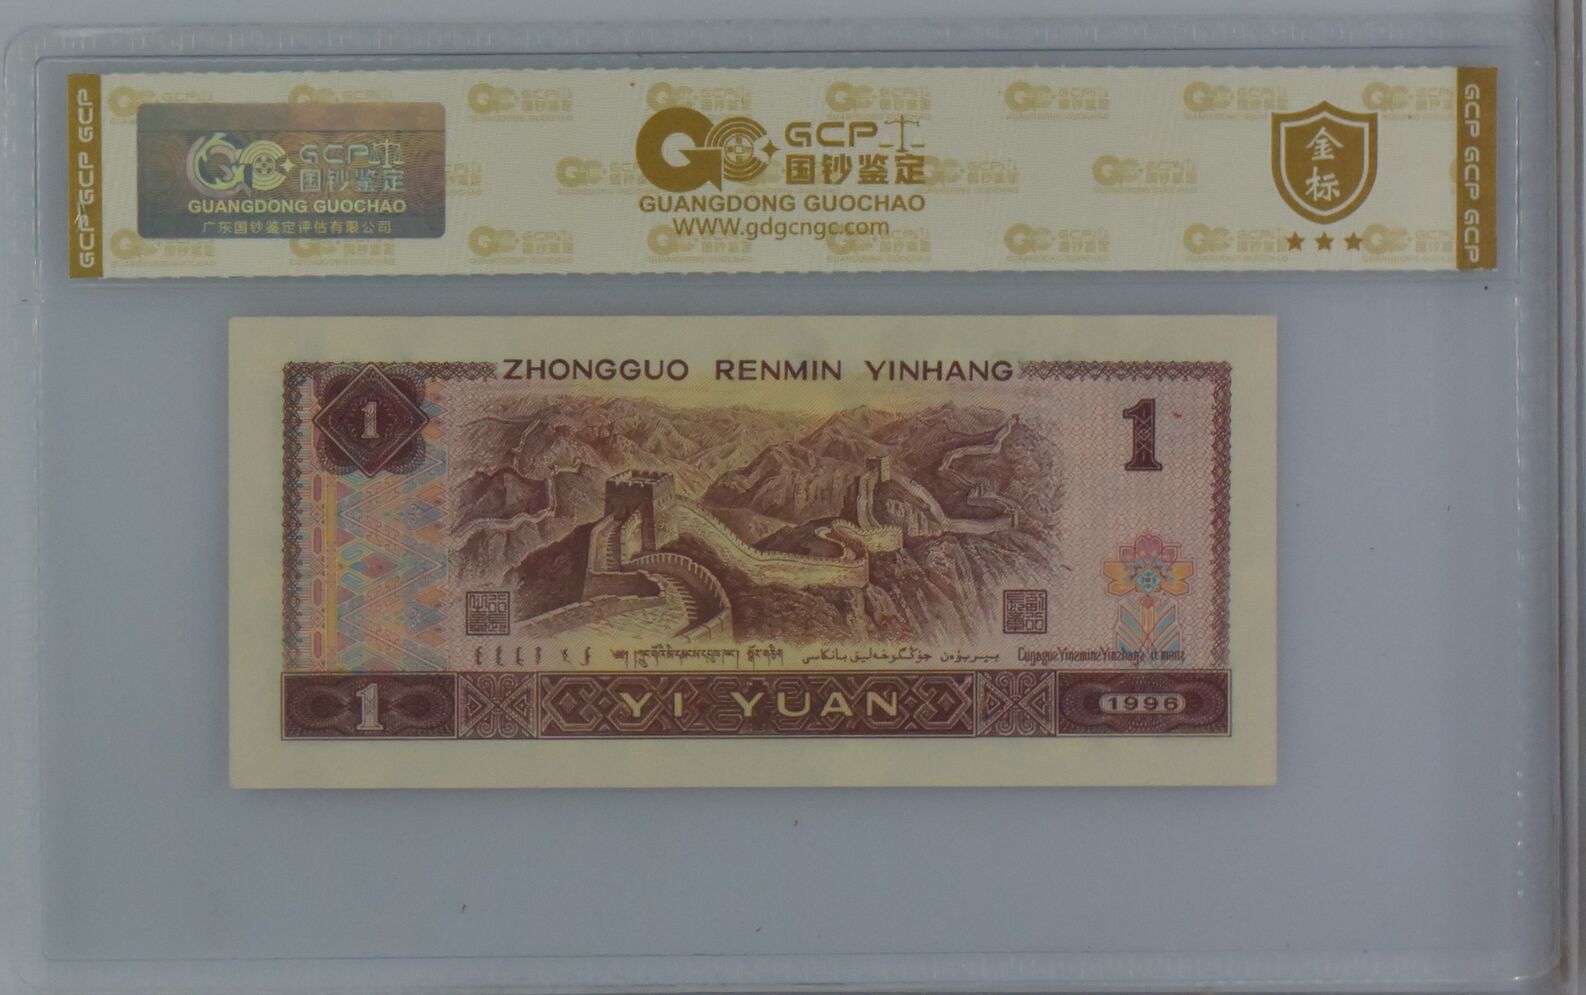 GCP GCP GCP
GCP
国钞鉴定
GUANGDONG GUOCHAO
广东国钞鉴定评估有限公司
GCP
国钞鉴定
GUANGDONG GUOCHAO
WWW.gdgcngc.com
金
标
GCP GCP GCP
ZHONGGUO RENMIN YINHANG
1
1
1
YI YUAN
1996